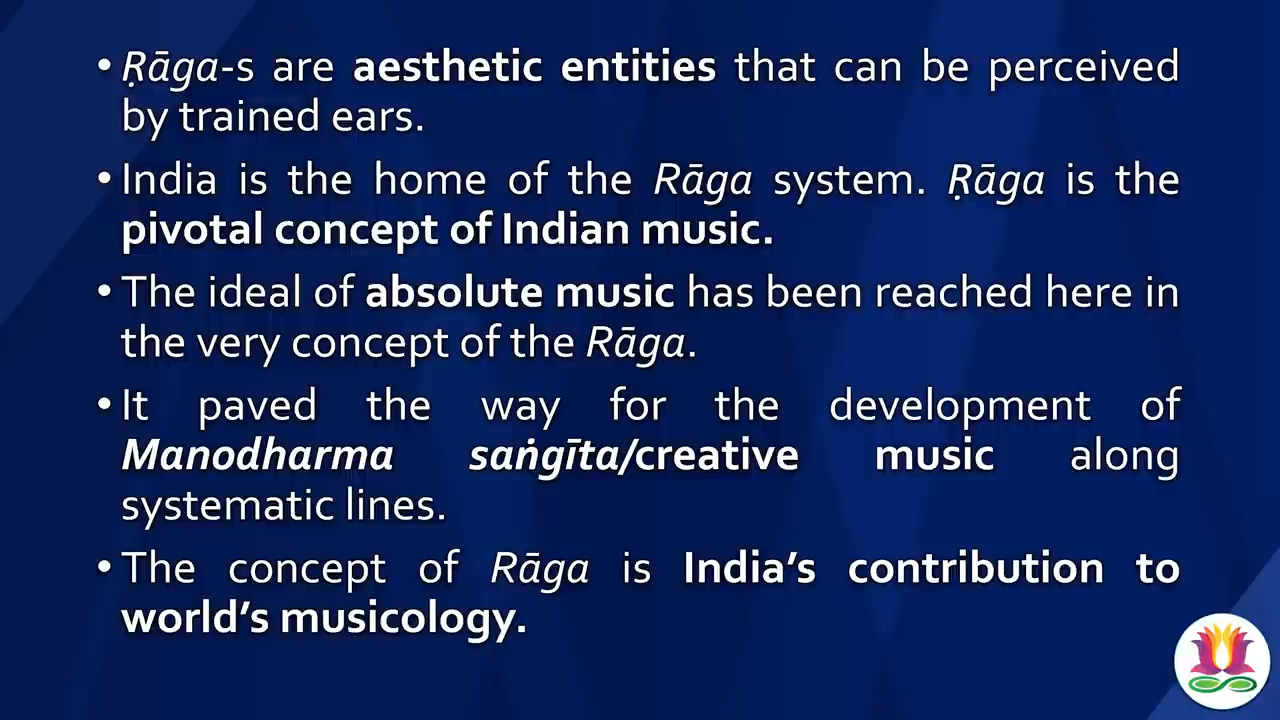 • Ṛāga-s are aesthetic entities that can be perceived
by trained ears.
• India is the home of the Rāga system. Ṛāga is the
pivotal concept of Indian music.
• The ideal of absolute music has been reached here in
the very concept of the Rāga.
• It paved the way for the development of
Manodharma saṅgīta/creative music along
systematic lines.
• The concept of Rāga is India’s contribution to
world’s musicology.